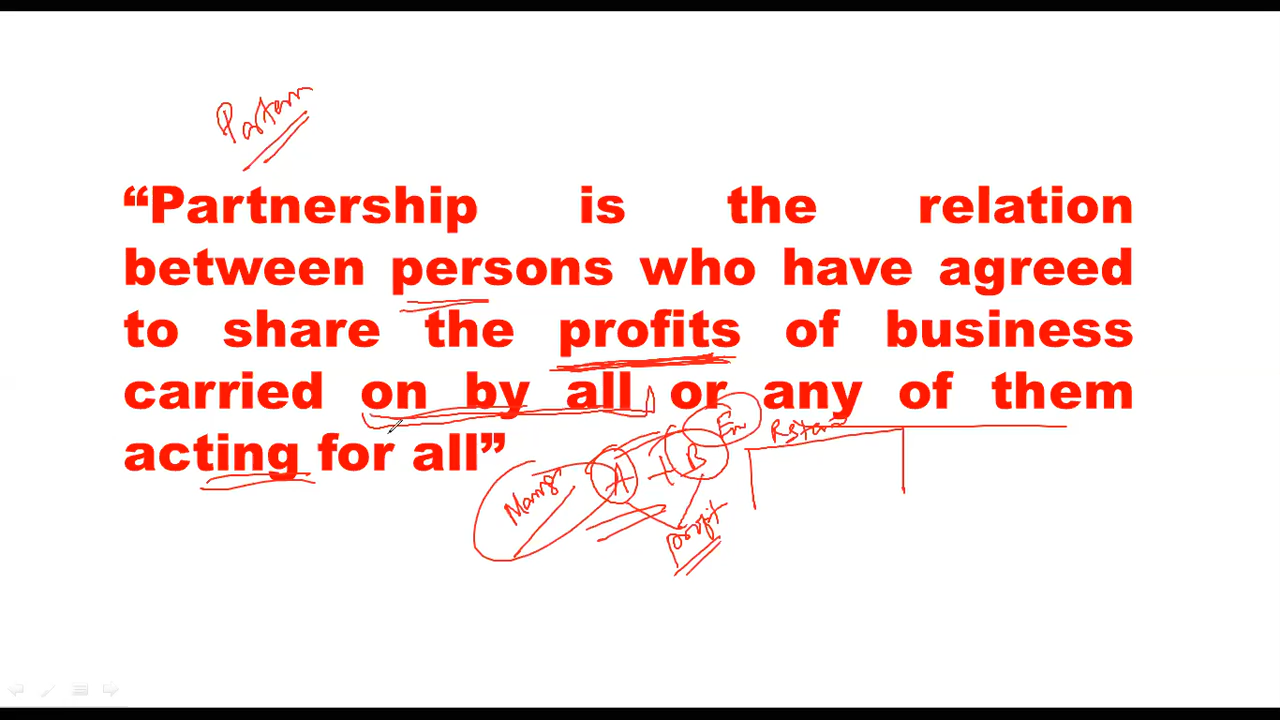 “Partnership is the relation
between persons who have agreed
to share the profits of business
carried on by all or any of them
acting for all”
A + B
profit